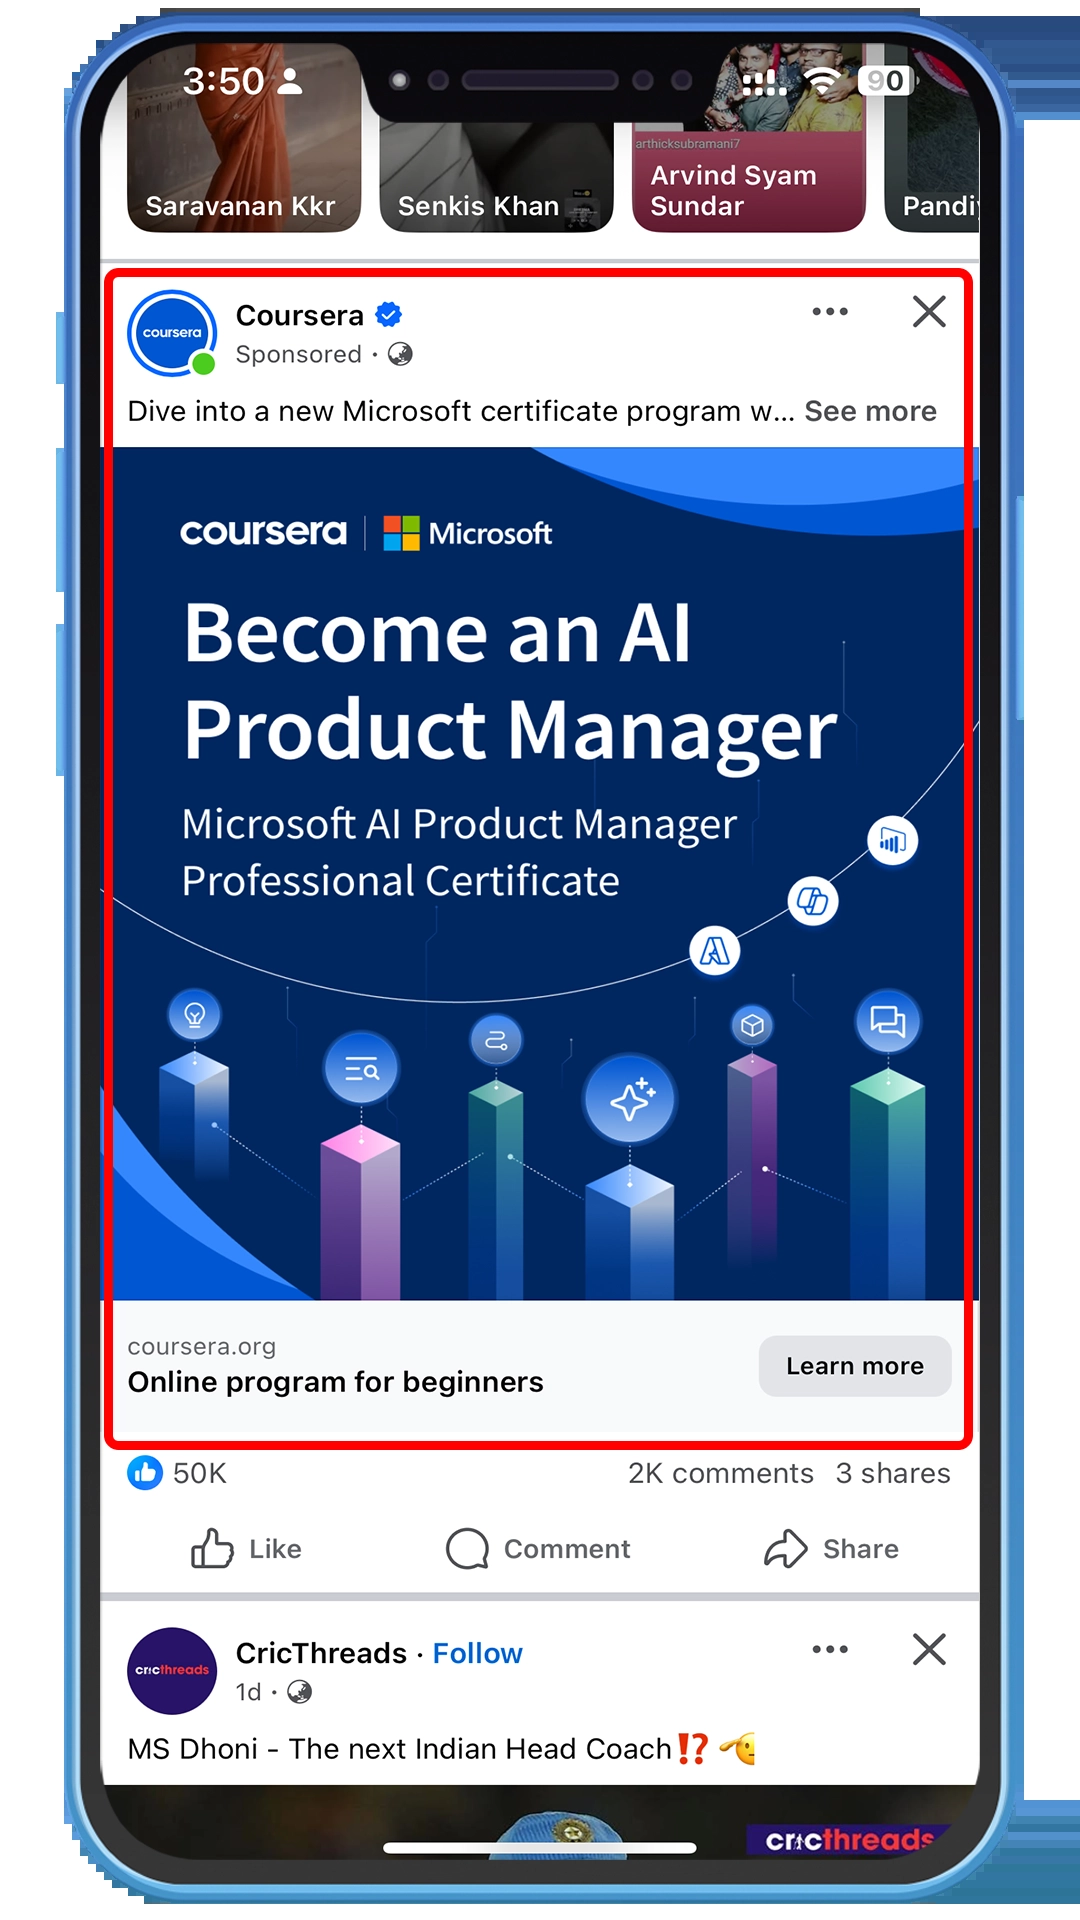 3:50
90
arthicksubramani7
Saravanan Kkr
Senkis Khan
Arvind Syam
Sundar
Pandiy
coursera
Coursera
Sponsored ·
Dive into a new Microsoft certificate program w... See more
coursera | Microsoft
Become an AI
Product Manager
Microsoft AI Product Manager
Professional Certificate
coursera.org
Online program for beginners
Learn more
50K
2K comments 3 shares
Like
Comment
Share
cricthreads
CricThreads · Follow
1d ·
MS Dhoni - The next Indian Head Coach⁉️ 🫡
cricthreads